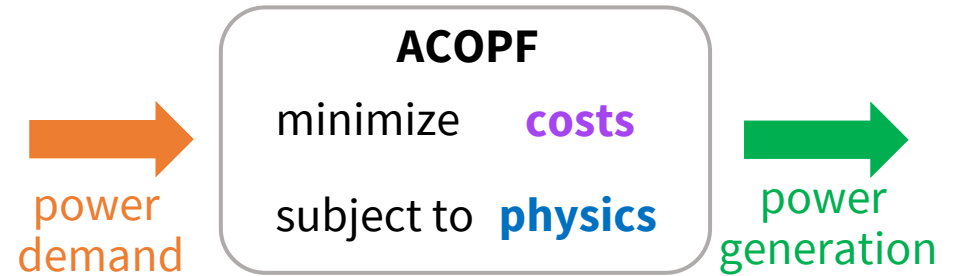 ACOPF
minimize costs
subject to physics
power
demand
power
generation